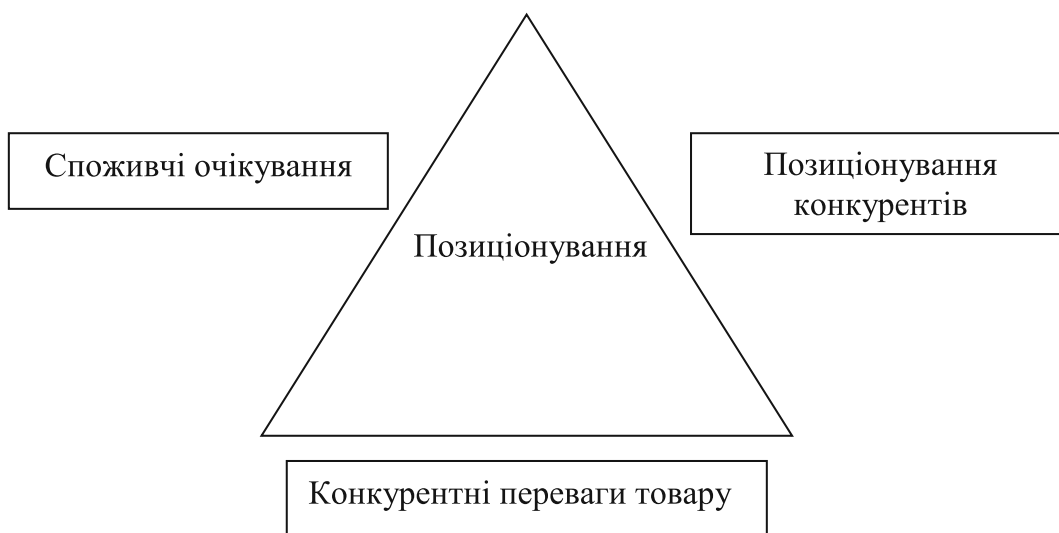 Споживчі очікування
Позиціонування
конкурентів
Позиціонування
Конкурентні переваги товару